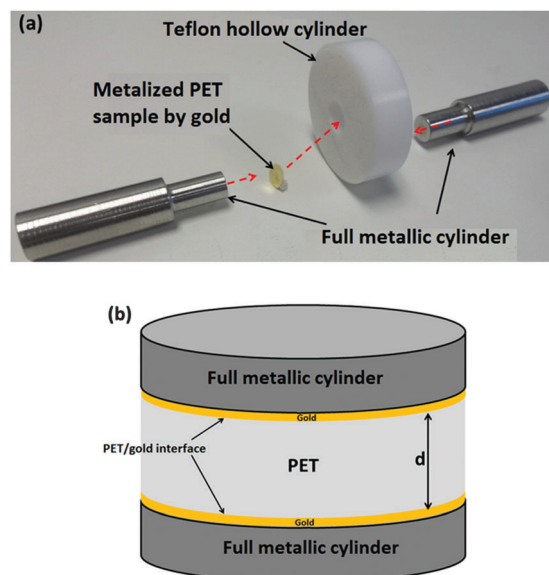 (a)
Teflon hollow cylinder
Metalized PET
sample by gold
Full metallic cylinder
(b)
Full metallic cylinder
Gold
PET/gold interface
PET
d
Gold
Full metallic cylinder